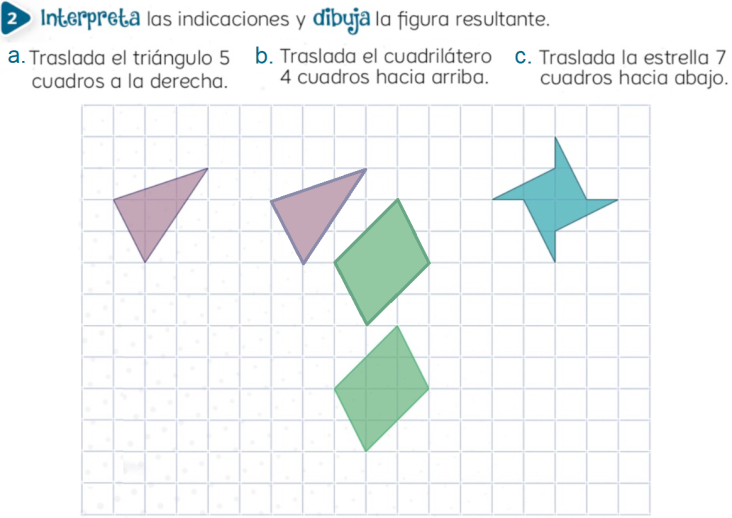 2 Interpreta las indicaciones y dibuja la figura resultante.
a. Traslada el triángulo 5
cuadros a la derecha.
b. Traslada el cuadrilátero
4 cuadros hacia arriba.
c. Traslada la estrella 7
cuadros hacia abajo.